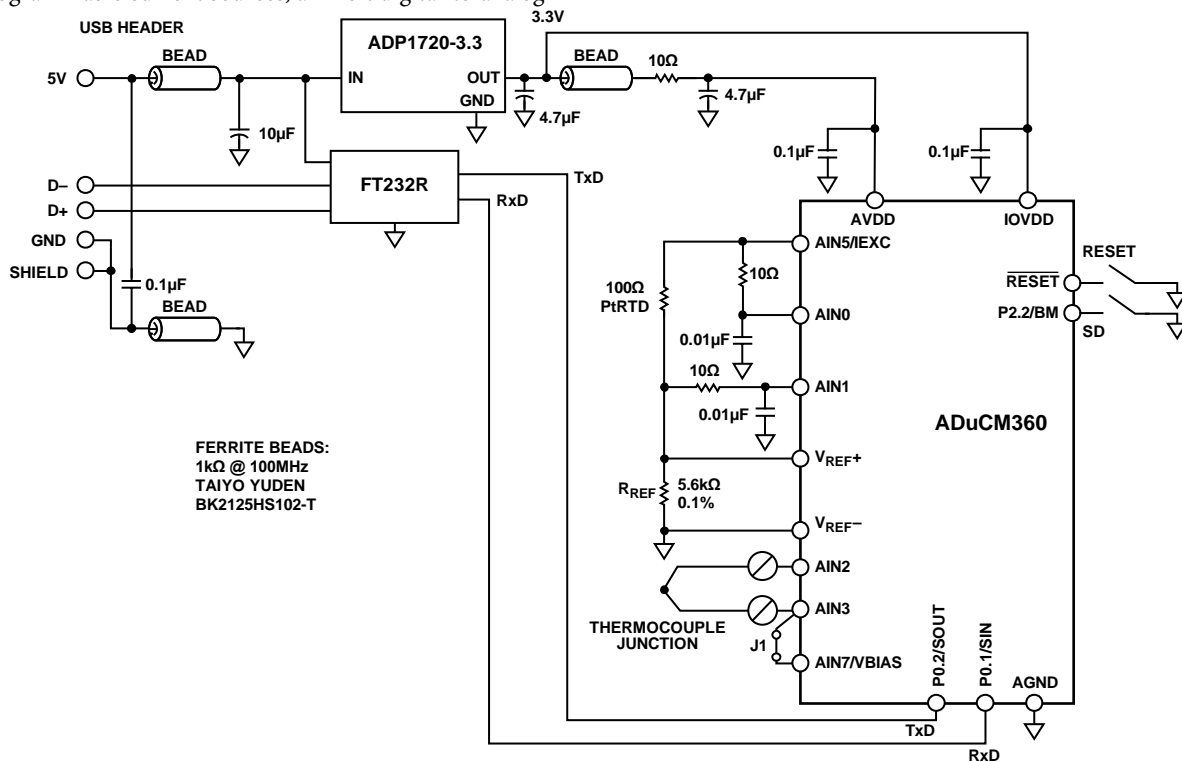 USB HEADER
5V
BEAD
10µF
ADP1720-3.3
IN
OUT
GND
4.7µF
3.3V
BEAD
10Ω
4.7µF
0.1µF
0.1µF
D–
D+
GND
SHIELD
0.1µF
BEAD
FT232R
TxD
RxD
AVDD
IOVDD
AIN5/IEXC
10Ω
100Ω
PtRTD
AIN0
0.01µF
10Ω
AIN1
0.01µF
VREF+
RREF
5.6kΩ
0.1%
VREF–
AIN2
AIN3
THERMOCOUPLE
JUNCTION
J1
AIN7/VBIAS
ADuCM360
RESET
RESET
P2.2/BM
SD
P0.2/SOUT
P0.1/SIN
AGND
TxD
RxD
FERRITE BEADS:
1kΩ @ 100MHz
TAIYO YUDEN
BK2125HS102-T